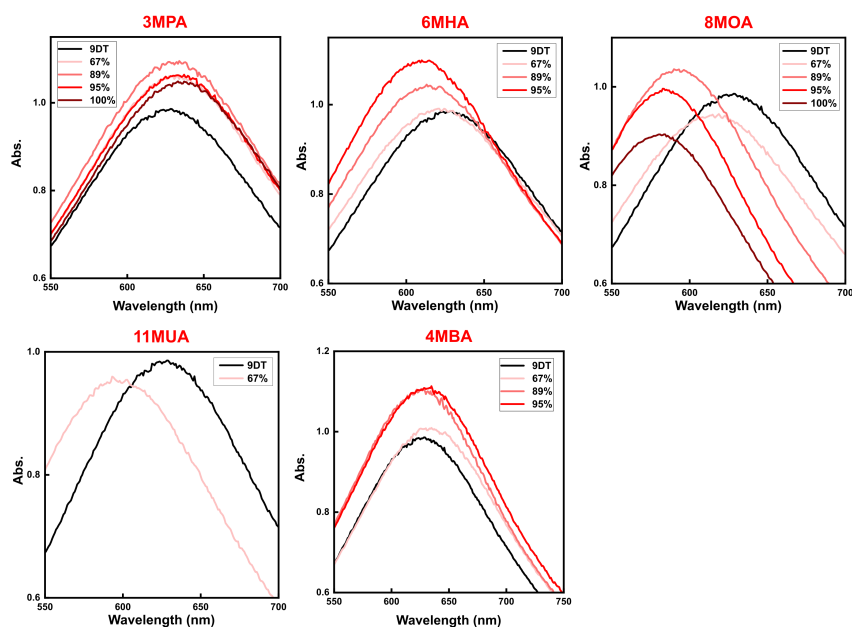 3MPA
9DT
67%
89%
95%
100%
1.0
0.8
0.6
550
600
650
700
Abs.
Wavelength (nm)
6MHA
9DT
67%
89%
95%
1.0
0.8
0.6
550
600
650
700
Abs.
Wavelength (nm)
8MOA
9DT
67%
89%
95%
100%
1.0
0.8
0.6
550
600
650
700
Abs.
Wavelength (nm)
11MUA
9DT
67%
1.0
0.8
0.6
550
600
650
700
Abs.
Wavelength (nm)
4MBA
9DT
67%
89%
95%
1.2
1.0
0.8
0.6
550
600
650
700
750
Abs.
Wavelength (nm)